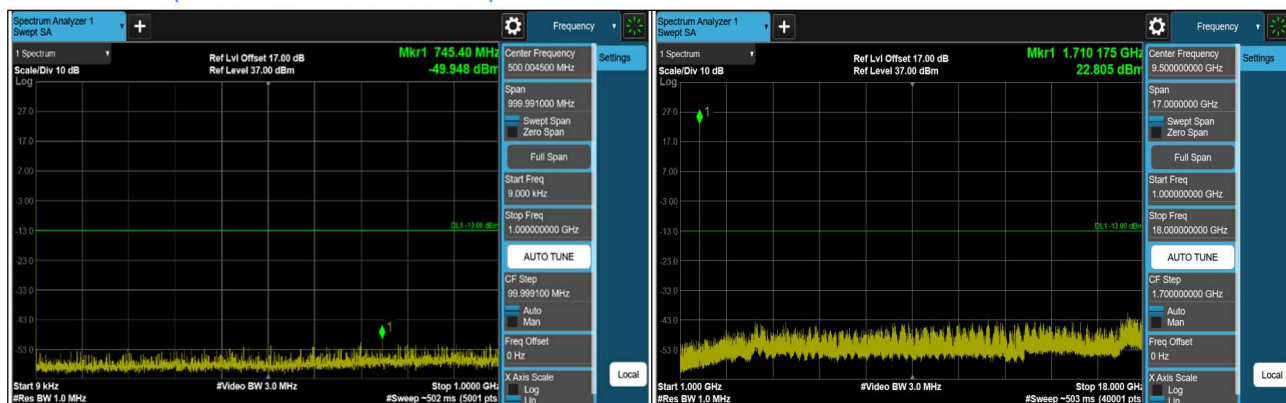 Spectrum Analyzer 1
Swept SA
+
Frequency
1 Spectrum
Scale/Div 10 dB
Log
Ref Lvl Offset 17.00 dB
Ref Level 37.00 dBm
Mkr1 745.40 MHz
-49.948 dBm
27.0
17.0
7.00
-3.00
-13.0
-23.0
-33.0
-43.0
-53.0
DL1 -13.00 dBm
1
Start 9 kHz
#Res BW 1.0 MHz
#Video BW 3.0 MHz
Stop 1.0000 GHz
#Sweep ~502 ms (5001 pts
Center Frequency
500.004500 MHz
Settings
Span
999.991000 MHz
Swept Span
Zero Span
Full Span
Start Freq
9.000 kHz
Stop Freq
1.000000000 GHz
AUTO TUNE
CF Step
99.999100 MHz
Auto
Man
Freq Offset
0 Hz
X Axis Scale
Log
Lin
Local
Spectrum Analyzer 1
Swept SA
+
Frequency
1 Spectrum
Scale/Div 10 dB
Log
Ref Lvl Offset 17.00 dB
Ref Level 37.00 dBm
Mkr1 1.710 175 GHz
22.805 dBm
27.0
17.0
7.00
-3.00
-13.0
-23.0
-33.0
-43.0
-53.0
DL1 -13.00 dBm
1
Start 1.000 GHz
#Res BW 1.0 MHz
#Video BW 3.0 MHz
Stop 18.000 GHz
#Sweep ~503 ms (40001 pts
Center Frequency
9.500000000 GHz
Settings
Span
17.0000000 GHz
Swept Span
Zero Span
Full Span
Start Freq
1.000000000 GHz
Stop Freq
18.000000000 GHz
AUTO TUNE
CF Step
1.700000000 GHz
Auto
Man
Freq Offset
0 Hz
X Axis Scale
Log
Lin
Local